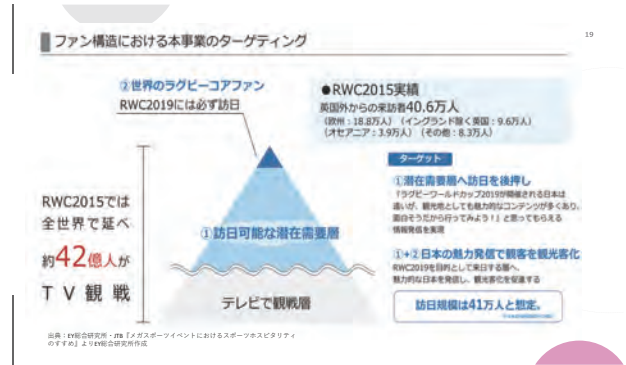 ファン構造における本事業のターゲティング
19
②世界のラグビーコアファン
RWC2019には必ず訪日
●RWC2015実績
英国外からの来訪者40.6万人
(欧州:18.8万人)(イングランド除く英国:9.6万人)
(オセアニア:3.9万人)(その他:8.3万人)
RWC2015では
全世界で延べ
約42億人が
TV観戦
①訪日可能な潜在需要層
テレビで観戦層
ターゲット
①潜在需要層へ訪日を後押し
「ラグビーワールドカップ2019が開催される日本は
遠いが、観光地としても魅力的なコンテンツが多くあり、
面白そうだから行ってみよう!」と思ってもらえる
情報発信を実現
①+②日本の魅力発信で観客を観光客化
RWC2019を目的として来日する層へ、
魅力的な日本を発信し、観光客化を促進する
訪日規模は41万人と想定。
出典:EY総合研究所・JTB『メガスポーツイベントにおけるスポーツホスピタリティ
のすすめ』よりEY総合研究所作成